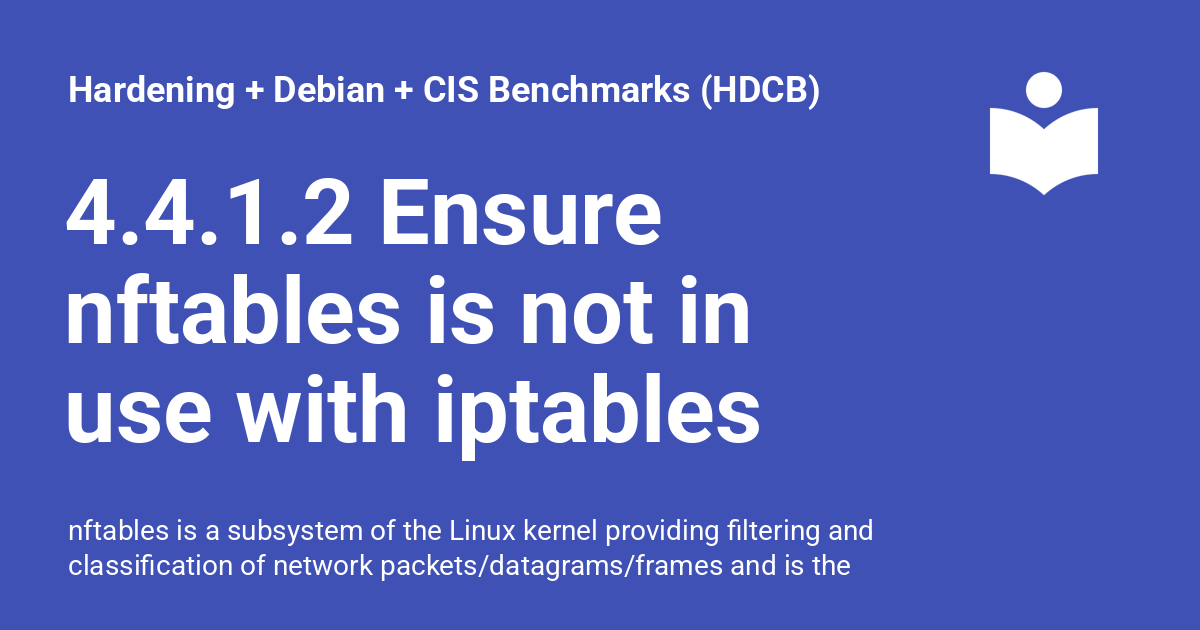 Hardening + Debian + CIS Benchmarks (HDCB)
4.4.1.2 Ensure
nftables is not in
use with iptables
nftables is a subsystem of the Linux kernel providing filtering and
classification of network packets/datagrams/frames and is the